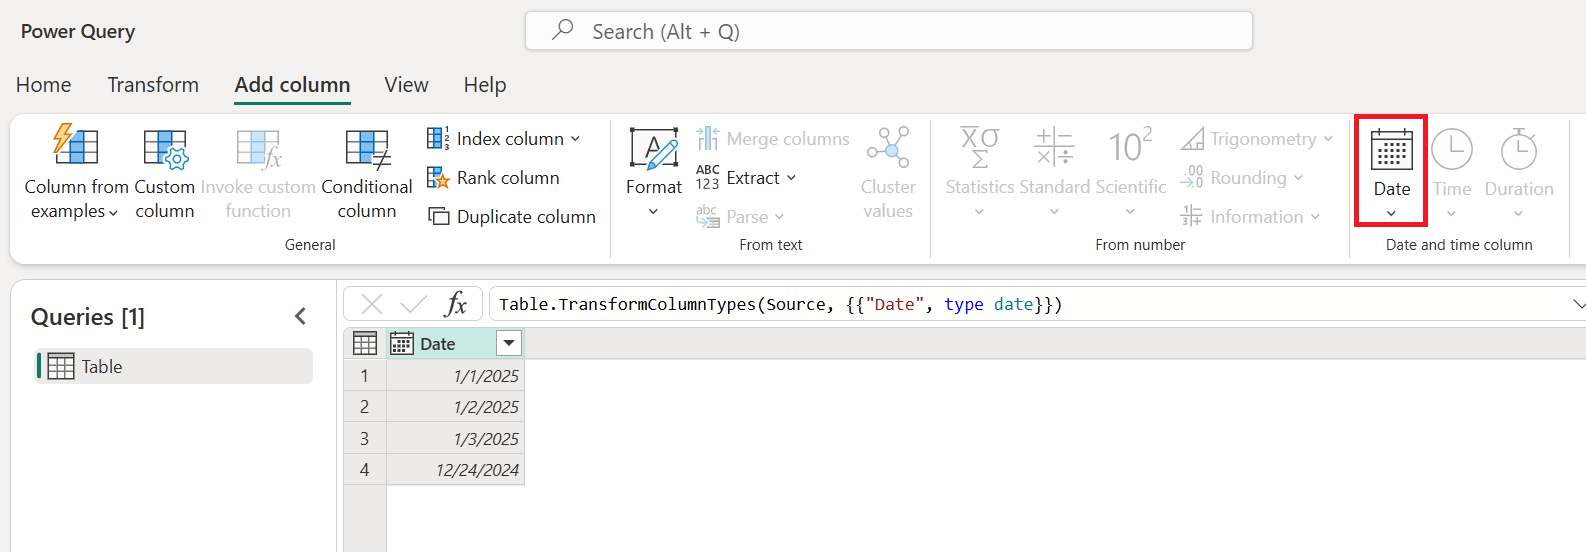 Power Query
Search (Alt + Q)
Home Transform Add column View Help
Column from
examples
Custom
column
Invoke custom
function
Conditional
column
Index column
Rank column
Duplicate column
General
Format
Merge columns
ABC
123 Extract
abc Parse
Cluster
values
From text
Statistics
Standard
10²
Scientific
Trigonometry
.00
.0 Rounding
Information
From number
Date
Time
Duration
Date and time column
Queries [1]
Table
fx Table.TransformColumnTypes(Source, {{"Date", type date}})
Date
1 1/1/2025
2 1/2/2025
3 1/3/2025
4 12/24/2024